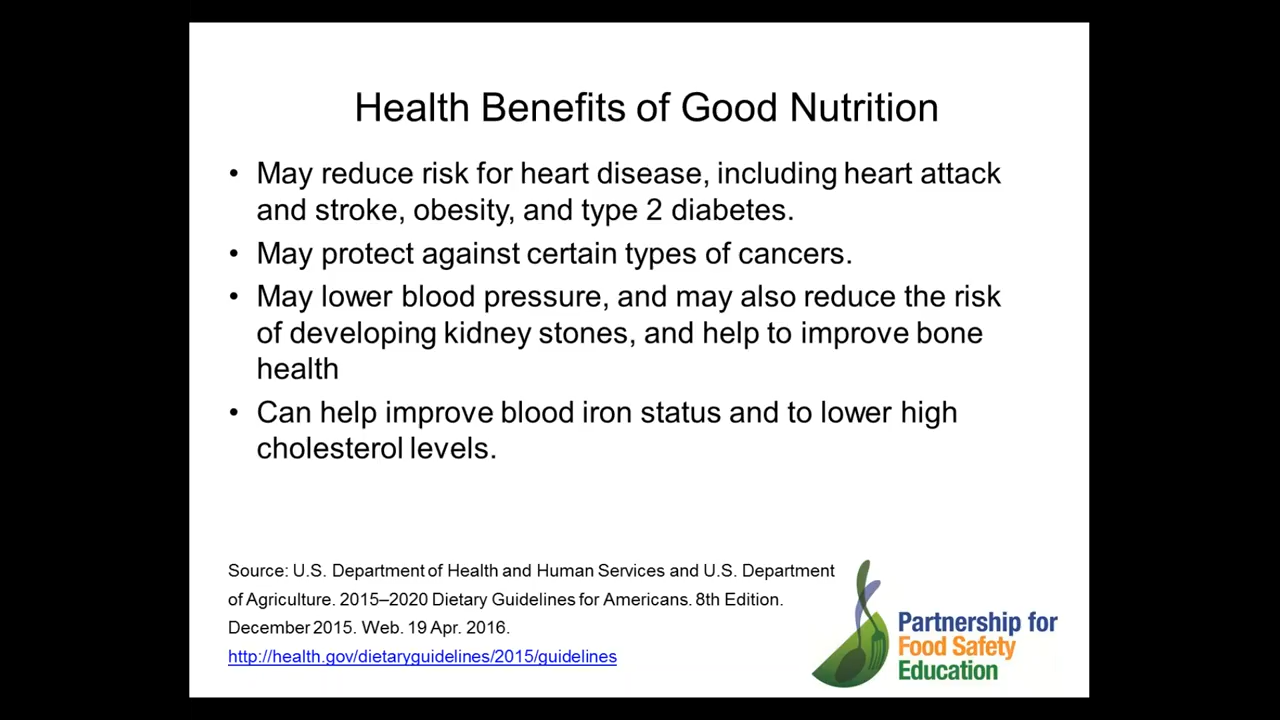 Health Benefits of Good Nutrition
• May reduce risk for heart disease, including heart attack
and stroke, obesity, and type 2 diabetes.
• May protect against certain types of cancers.
• May lower blood pressure, and may also reduce the risk
of developing kidney stones, and help to improve bone
health
• Can help improve blood iron status and to lower high
cholesterol levels.
Source: U.S. Department of Health and Human Services and U.S. Department
of Agriculture. 2015–2020 Dietary Guidelines for Americans. 8th Edition.
December 2015. Web. 19 Apr. 2016.
http://health.gov/dietaryguidelines/2015/guidelines
Partnership for
Food Safety
Education